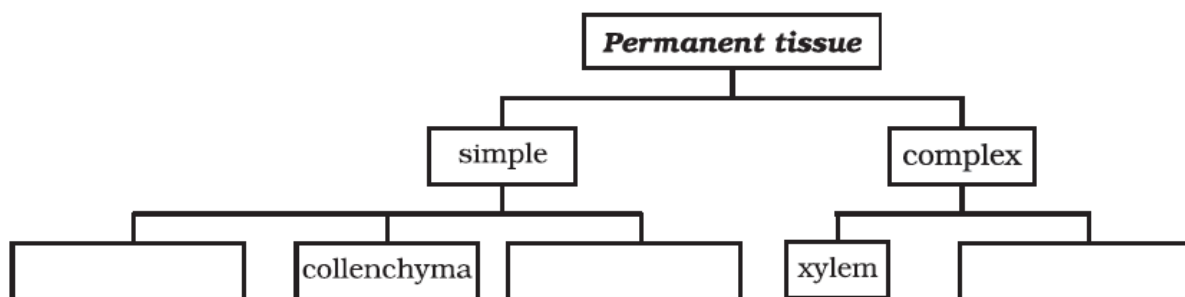 Permanent tissue
simple
complex
collenchyma
xylem